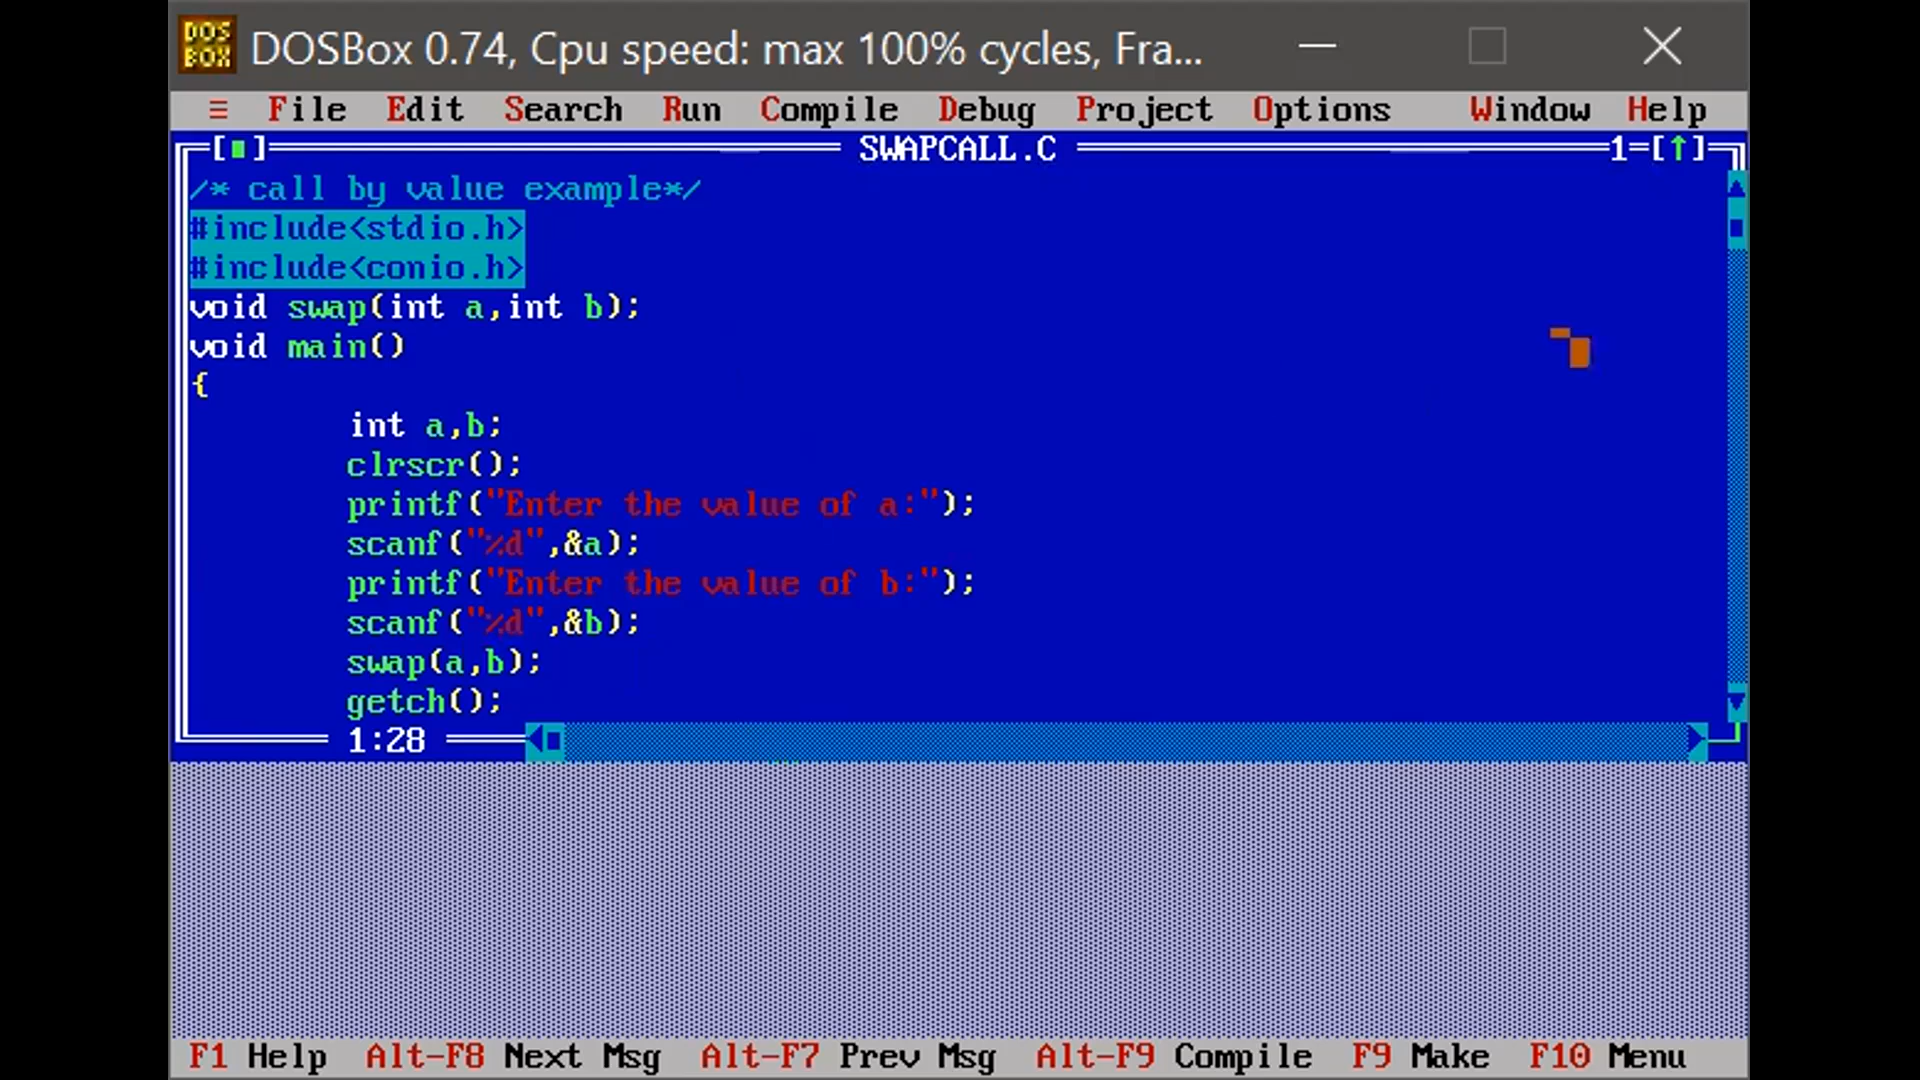 DOS BOX DOSBox 0.74, Cpu speed: max 100% cycles, Fra...
≡ File Edit Search Run Compile Debug Project Options Window Help
[■] SWAPCALL.C 1=[↑]
/* call by value example*/
#include<stdio.h>
#include<conio.h>
void swap(int a,int b);
void main()
{
int a,b;
clrscr();
printf("Enter the value of a:");
scanf("%d",&a);
printf("Enter the value of b:");
scanf("%d",&b);
swap(a,b);
getch();
1:28
F1 Help Alt-F8 Next Msg Alt-F7 Prev Msg Alt-F9 Compile F9 Make F10 Menu